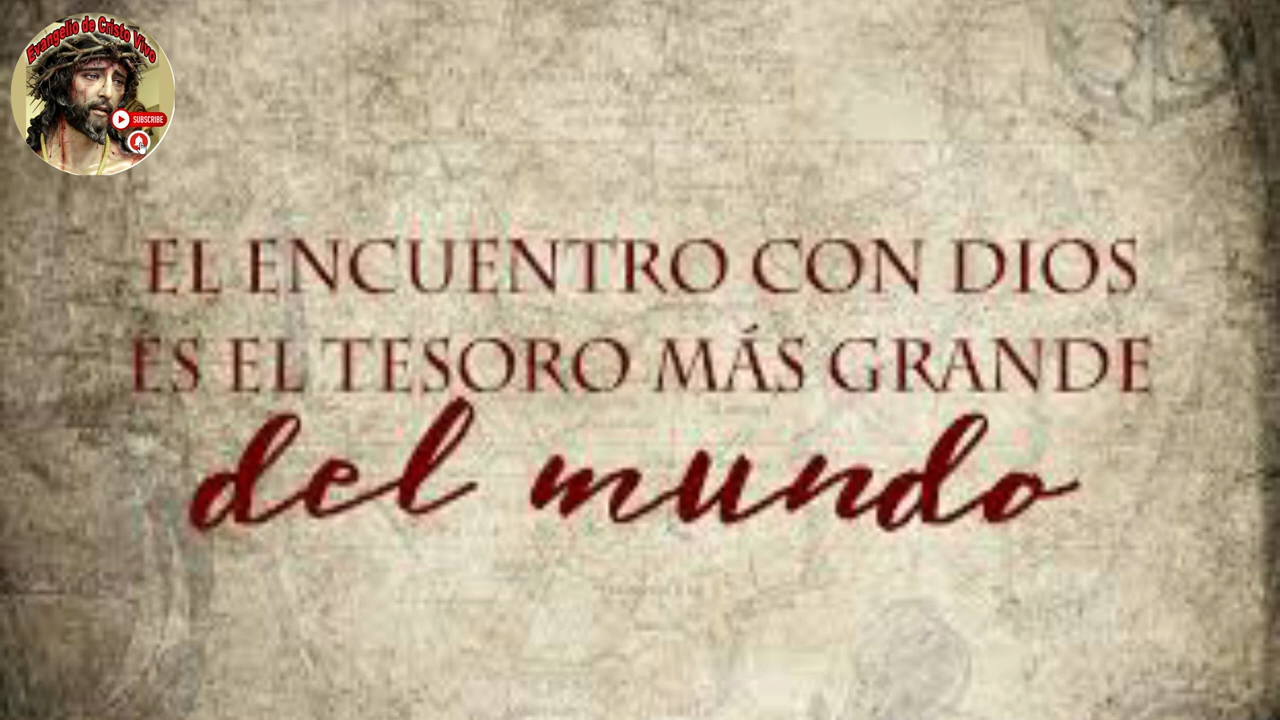 Evangelio de Cristo Vivo
SUBSCRIBE
EL ENCUENTRO CON DIOS
ES EL TESORO MÁS GRANDE
del mundo